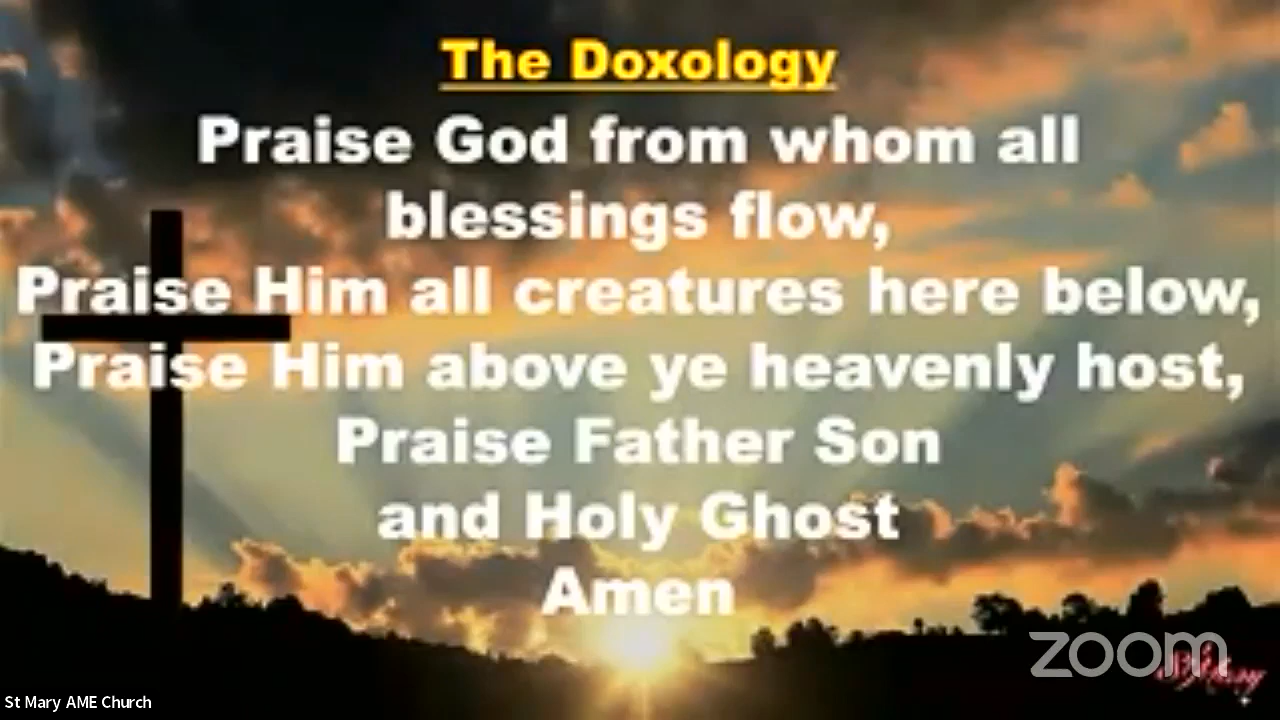 The Doxology
Praise God from whom all
blessings flow,
Praise Him all creatures here below,
Praise Him above ye heavenly host,
Praise Father Son
and Holy Ghost
Amen
zoom
St Mary AME Church